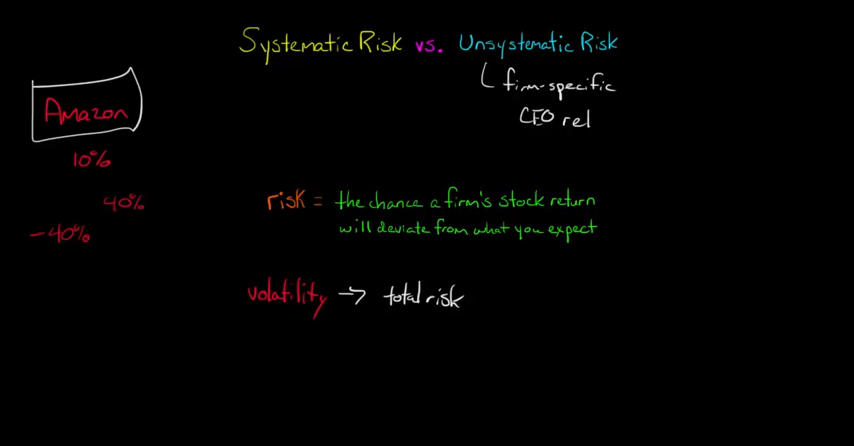 Systematic Risk vs. Unsystematic Risk
firm-specific
CEO rel
Amazon
10%
40%
-40%
risk = the chance a firm's stock return
will deviate from what you expect
volatility → total risk